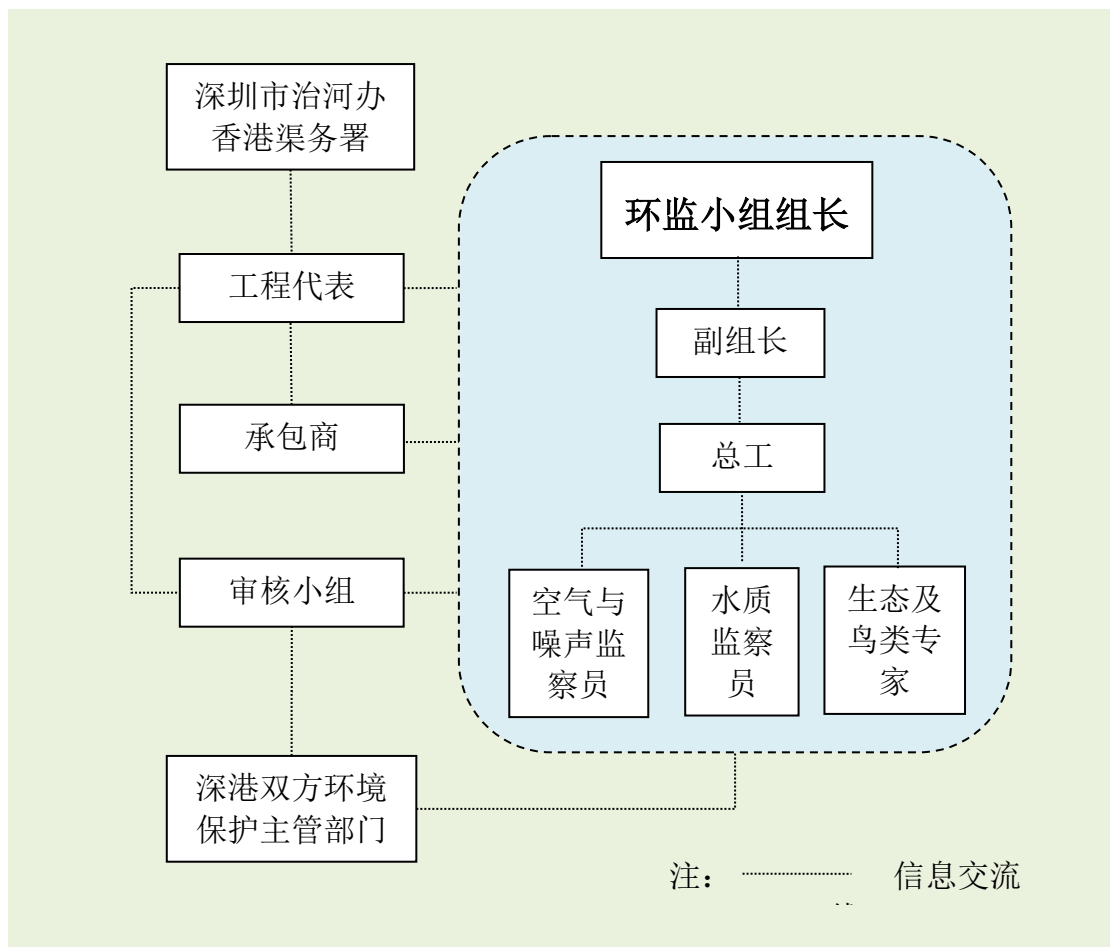 深圳市治河办
香港渠务署
工程代表
承包商
审核小组
深港双方环境
保护主管部门
环监小组组长
副组长
总工
空气与
噪声监
察员
水质
监察
员
生态及
鸟类专
家
注：
信息交流